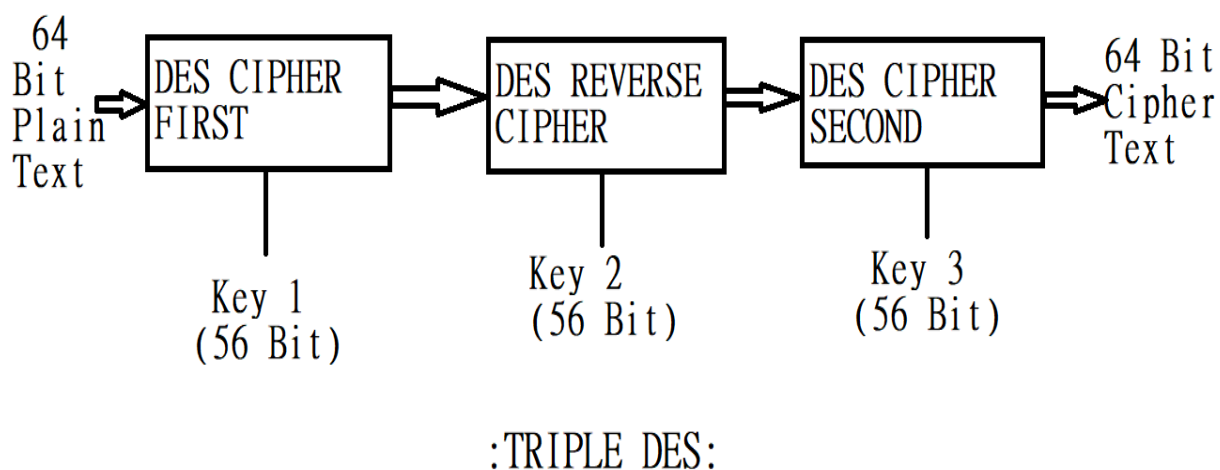 64
Bit
Plain
Text
DES CIPHER
FIRST
DES REVERSE
CIPHER
DES CIPHER
SECOND
64 Bit
Cipher
Text
Key 1
(56 Bit)
Key 2
(56 Bit)
Key 3
(56 Bit)
:TRIPLE DES: